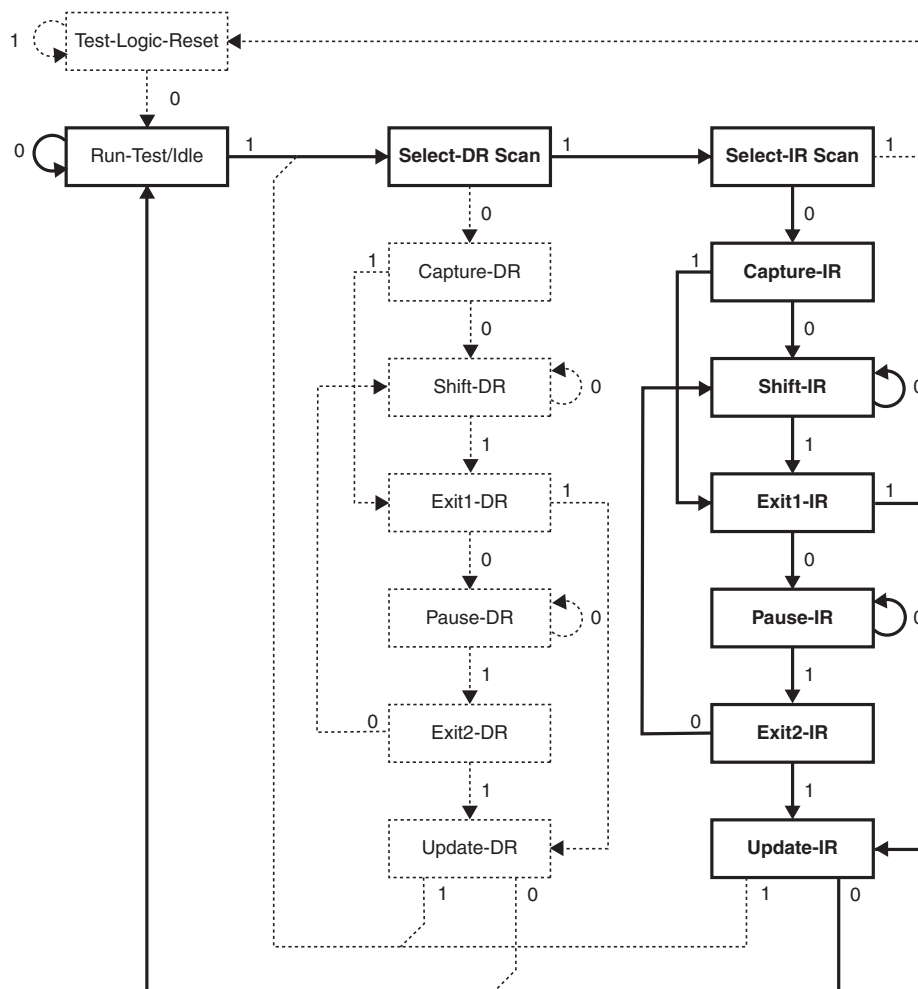 1 Test-Logic-Reset
0
0 Run-Test/Idle 1 Select-DR Scan 1 Select-IR Scan 1
0 0
1 Capture-DR 1 Capture-IR
0 0
Shift-DR 0 Shift-IR 0
1 1
Exit1-DR 1 Exit1-IR 1
0 0
Pause-DR 0 Pause-IR 0
1 1
0 Exit2-DR 0 Exit2-IR
1 1
Update-DR Update-IR
1 0 1 0